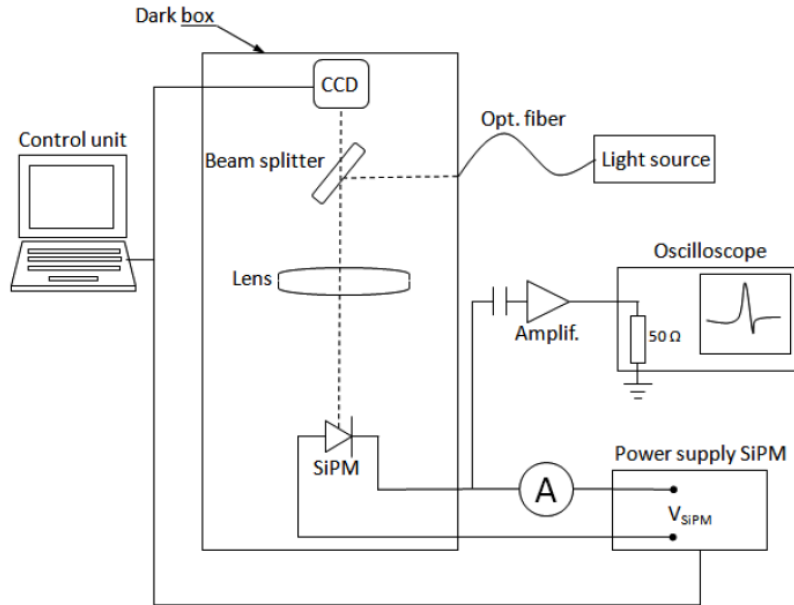 Dark box
CCD
Opt. fiber
Control unit
Beam splitter
Light source
Oscilloscope
Lens
50 Ω
Amplif.
SiPM
Power supply SiPM
A
VSiPM